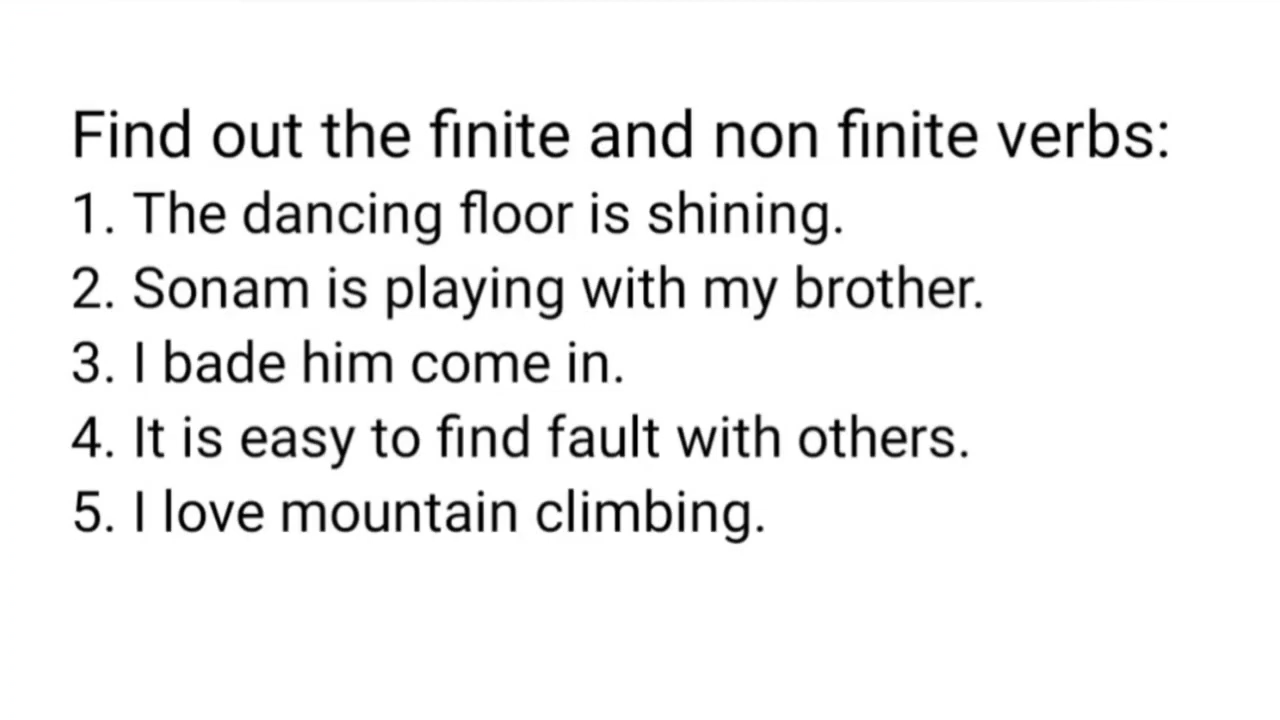 Find out the finite and non finite verbs:
1. The dancing floor is shining.
2. Sonam is playing with my brother.
3. I bade him come in.
4. It is easy to find fault with others.
5. I love mountain climbing.